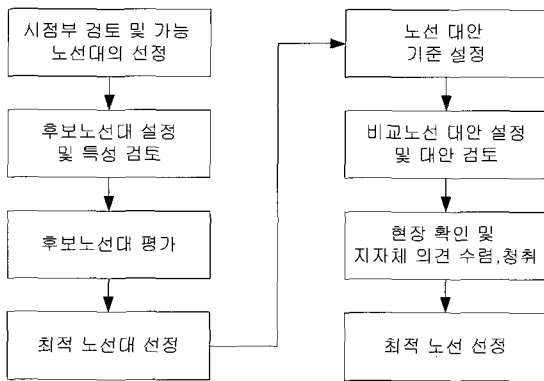 시점부 검토 및 가능
노선대의 선정
후보노선대 설정
및 특성 검토
후보노선대 평가
최적 노선대 선정
노선 대안
기준 설정
비교노선 대안 설정
및 대안 검토
현장 확인 및
지자체 의견 수렴,청취
최적 노선 선정